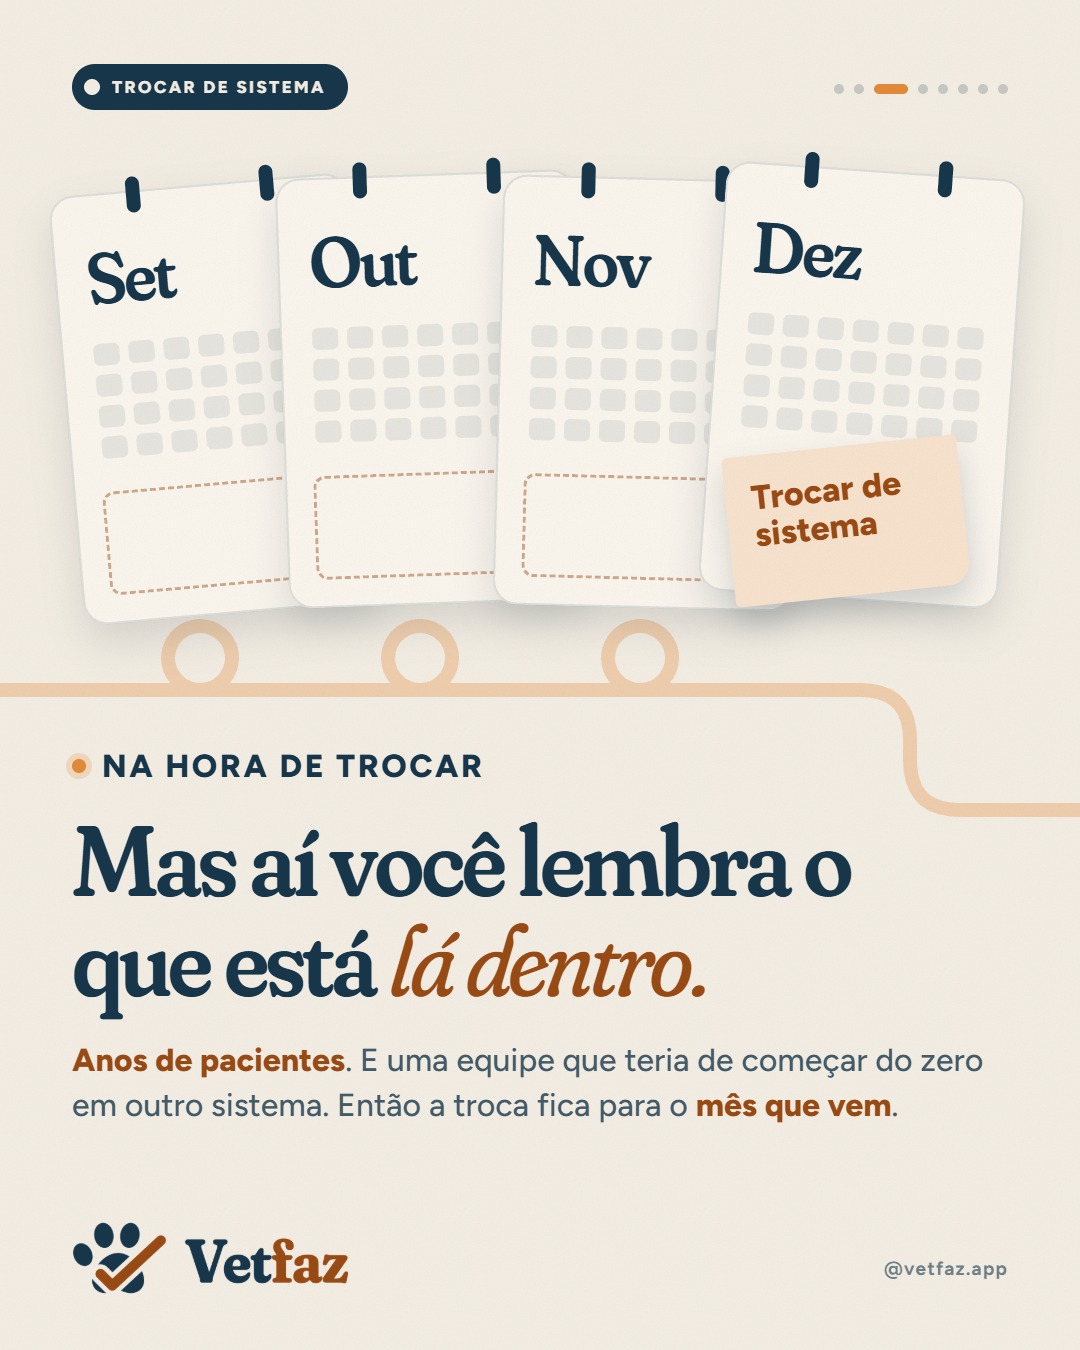 TROCAR DE SISTEMA
Set
Out
Nov
Dez
Trocar de
sistema
NA HORA DE TROCAR
Mas aí você lembra o
que está lá dentro.
Anos de pacientes. E uma equipe que teria de começar do zero
em outro sistema. Então a troca fica para o mês que vem.
Vetfaz
@vetfaz.app